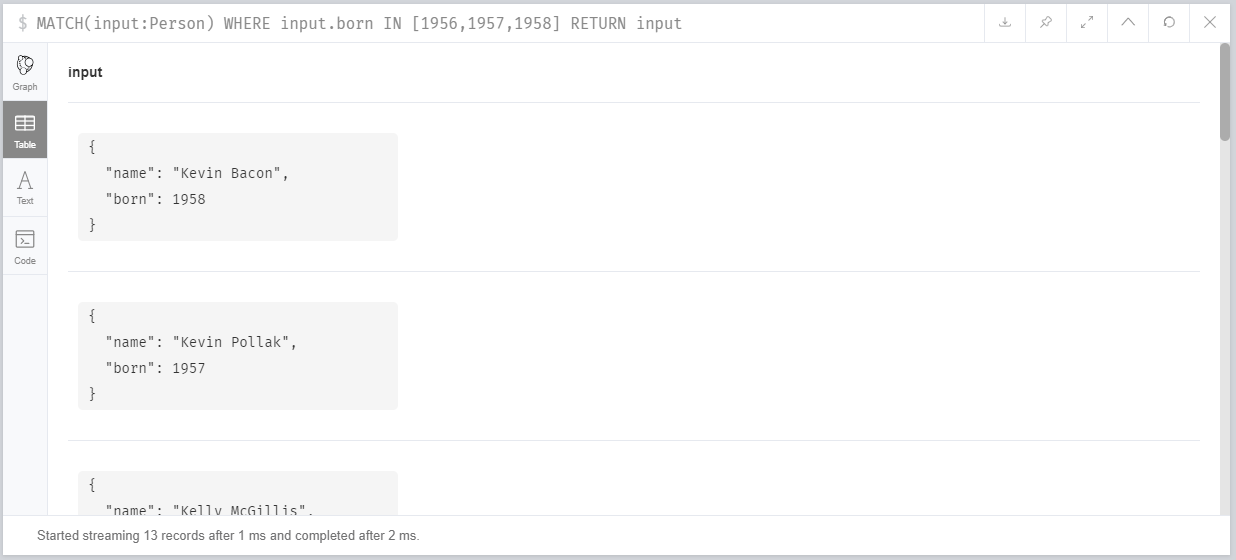 $ MATCH(input:Person) WHERE input.born IN [1956,1957,1958] RETURN input
Graph
Table
Text
Code
input
{
"name": "Kevin Bacon",
"born": 1958
}
{
"name": "Kevin Pollak",
"born": 1957
}
{
"name": "Kelly McGillis",
Started streaming 13 records after 1 ms and completed after 2 ms.